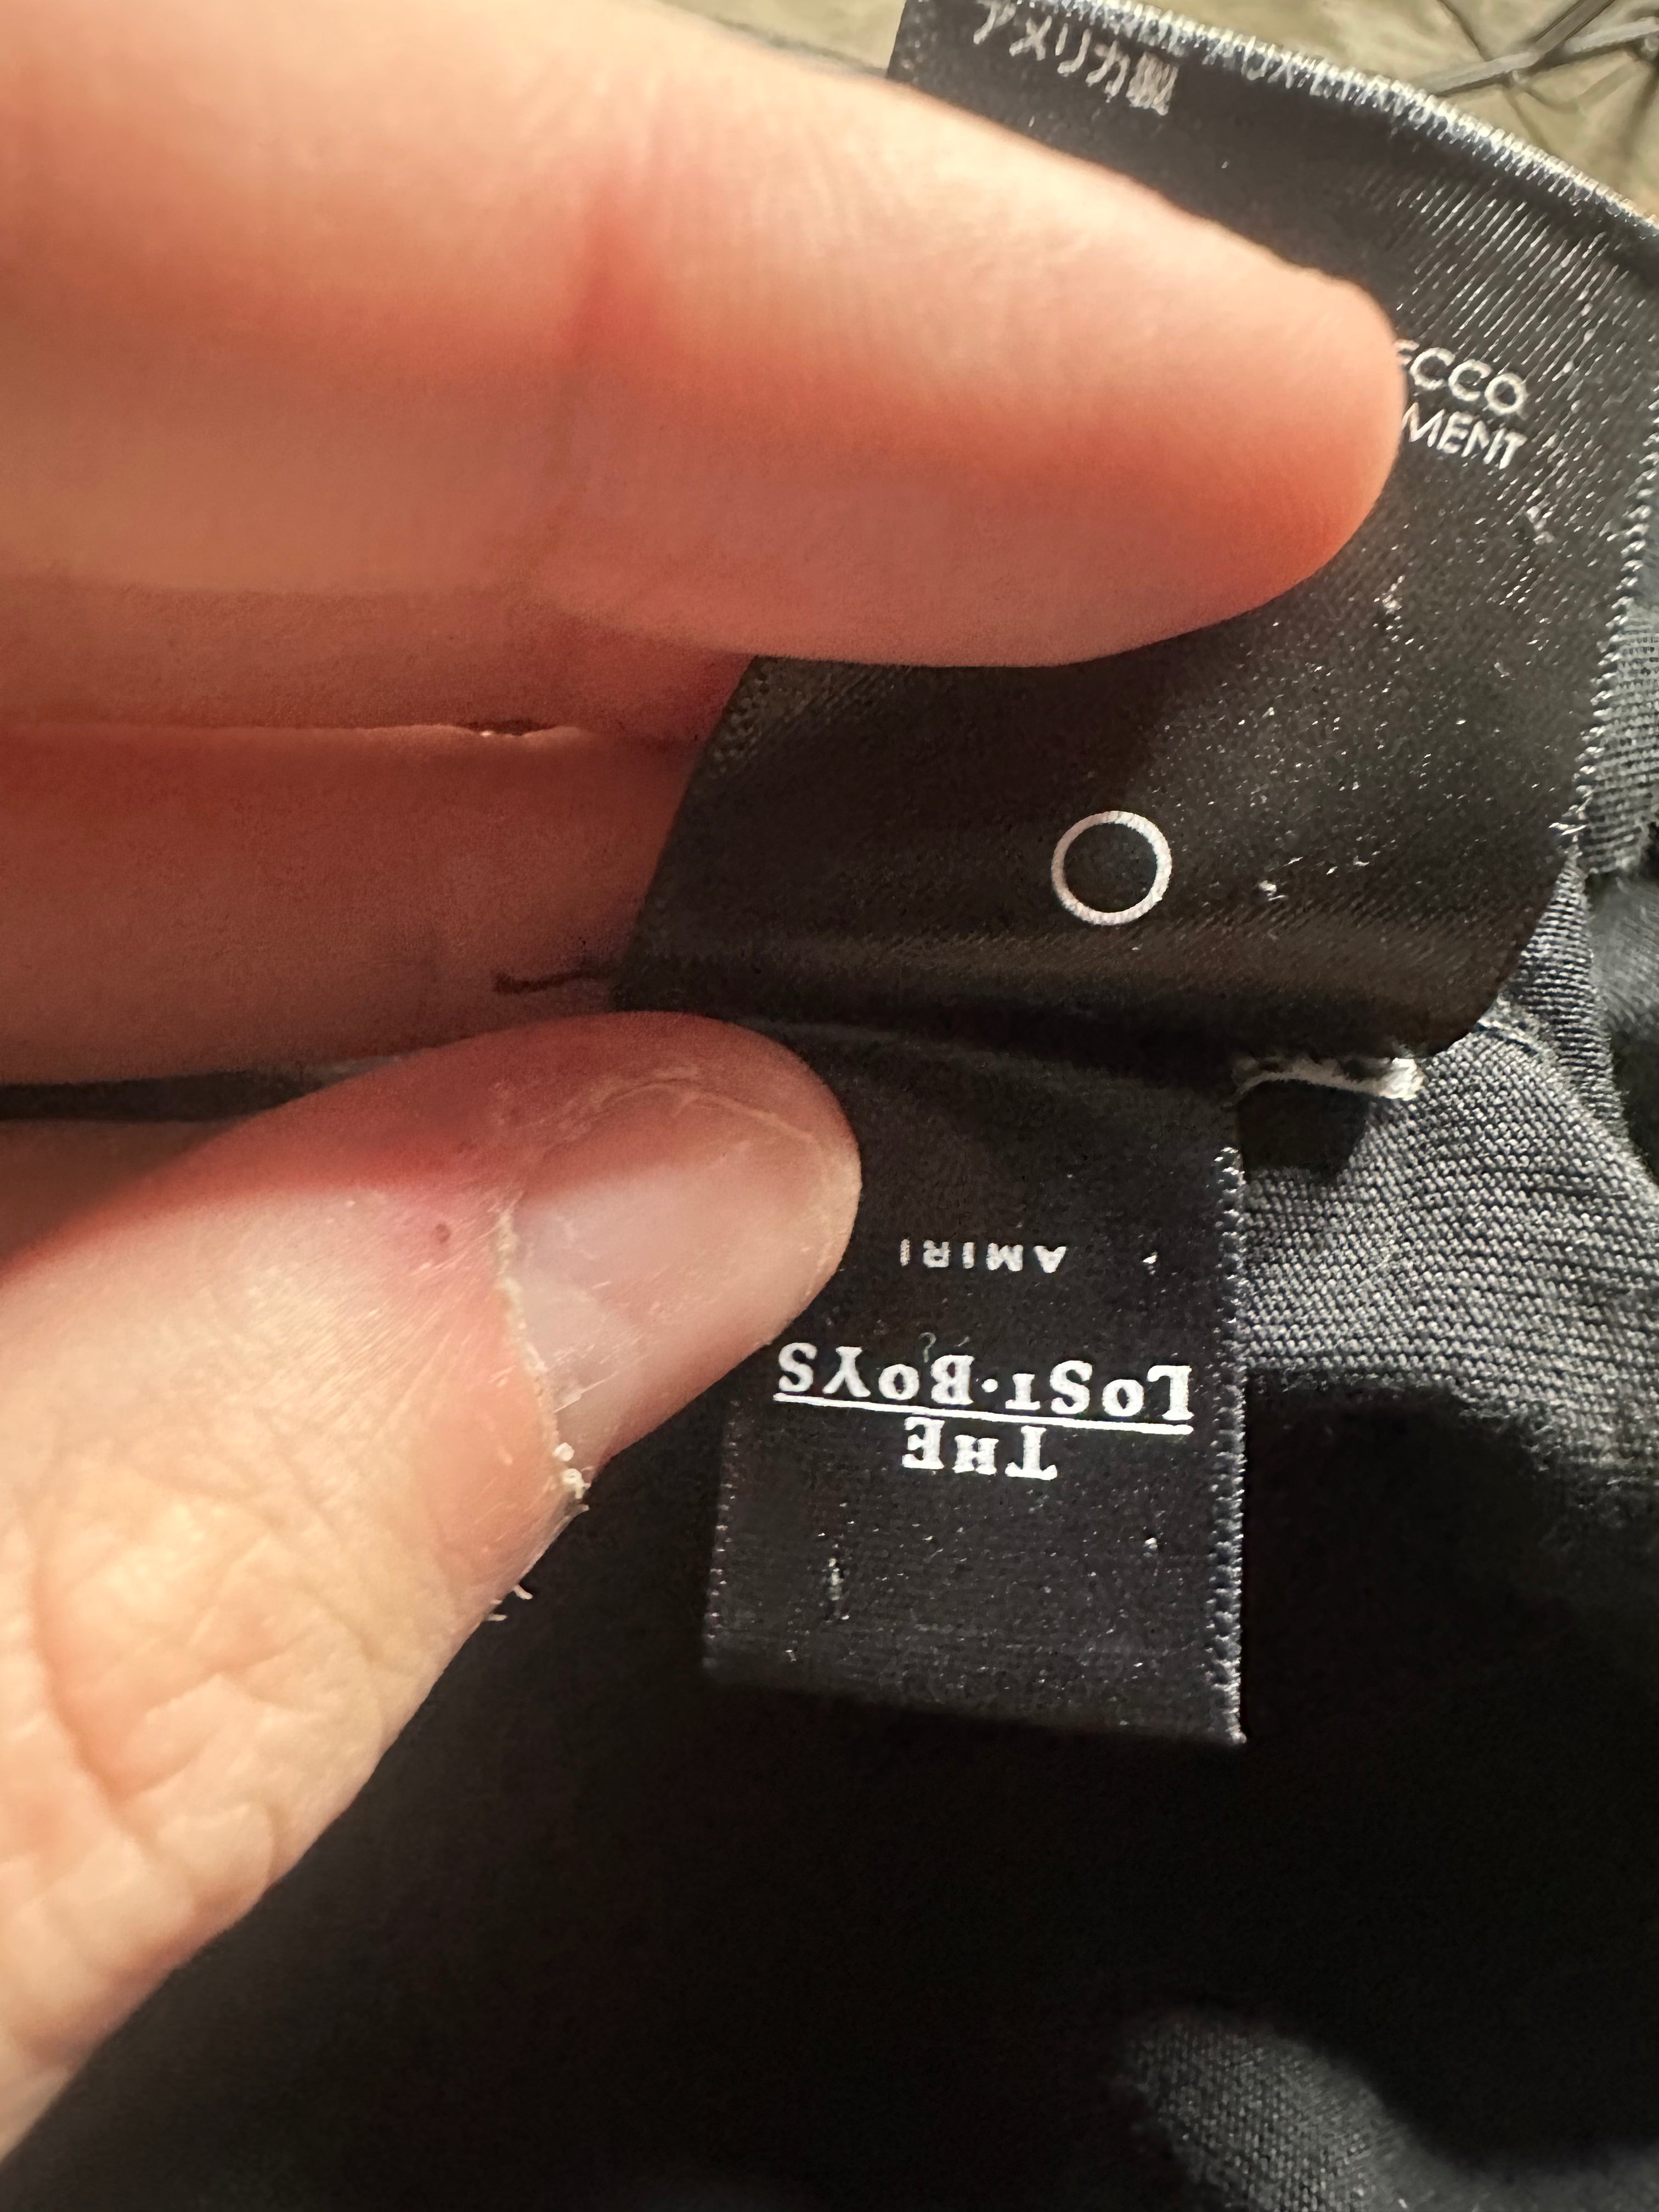 アメリカ製
ECCO
MENT
THE
LOST·BOYS
AMIRI